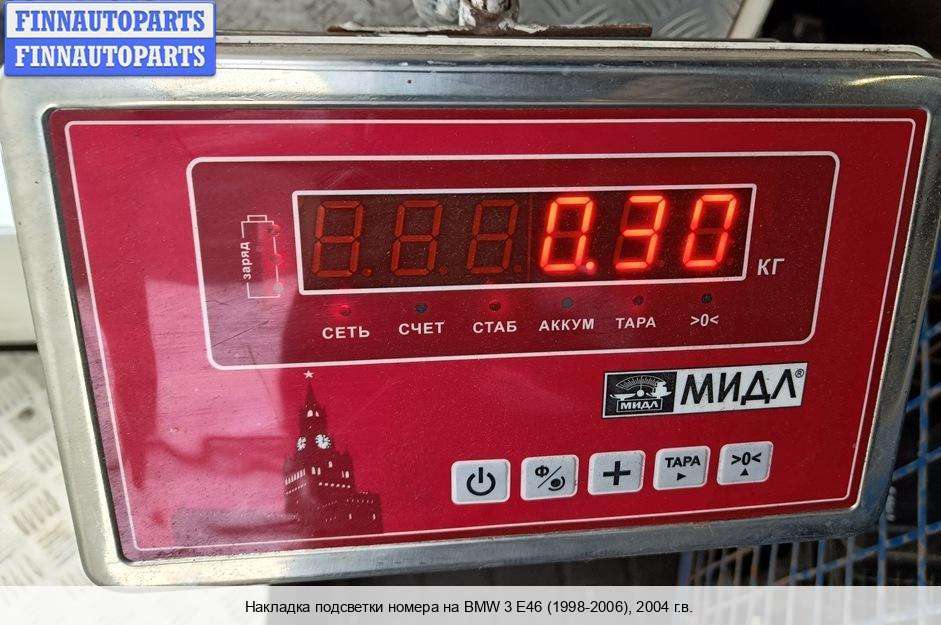 FINNAUTOPARTS
FINNAUTOPARTS
заряд
0.30
КГ
СЕТЬ СЧЕТ СТАБ АККУМ ТАРА >0<
МИДЛ МИДЛ®
Ф/ + ТАРА >0<
Накладка подсветки номера на BMW 3 E46 (1998-2006), 2004 г.в.